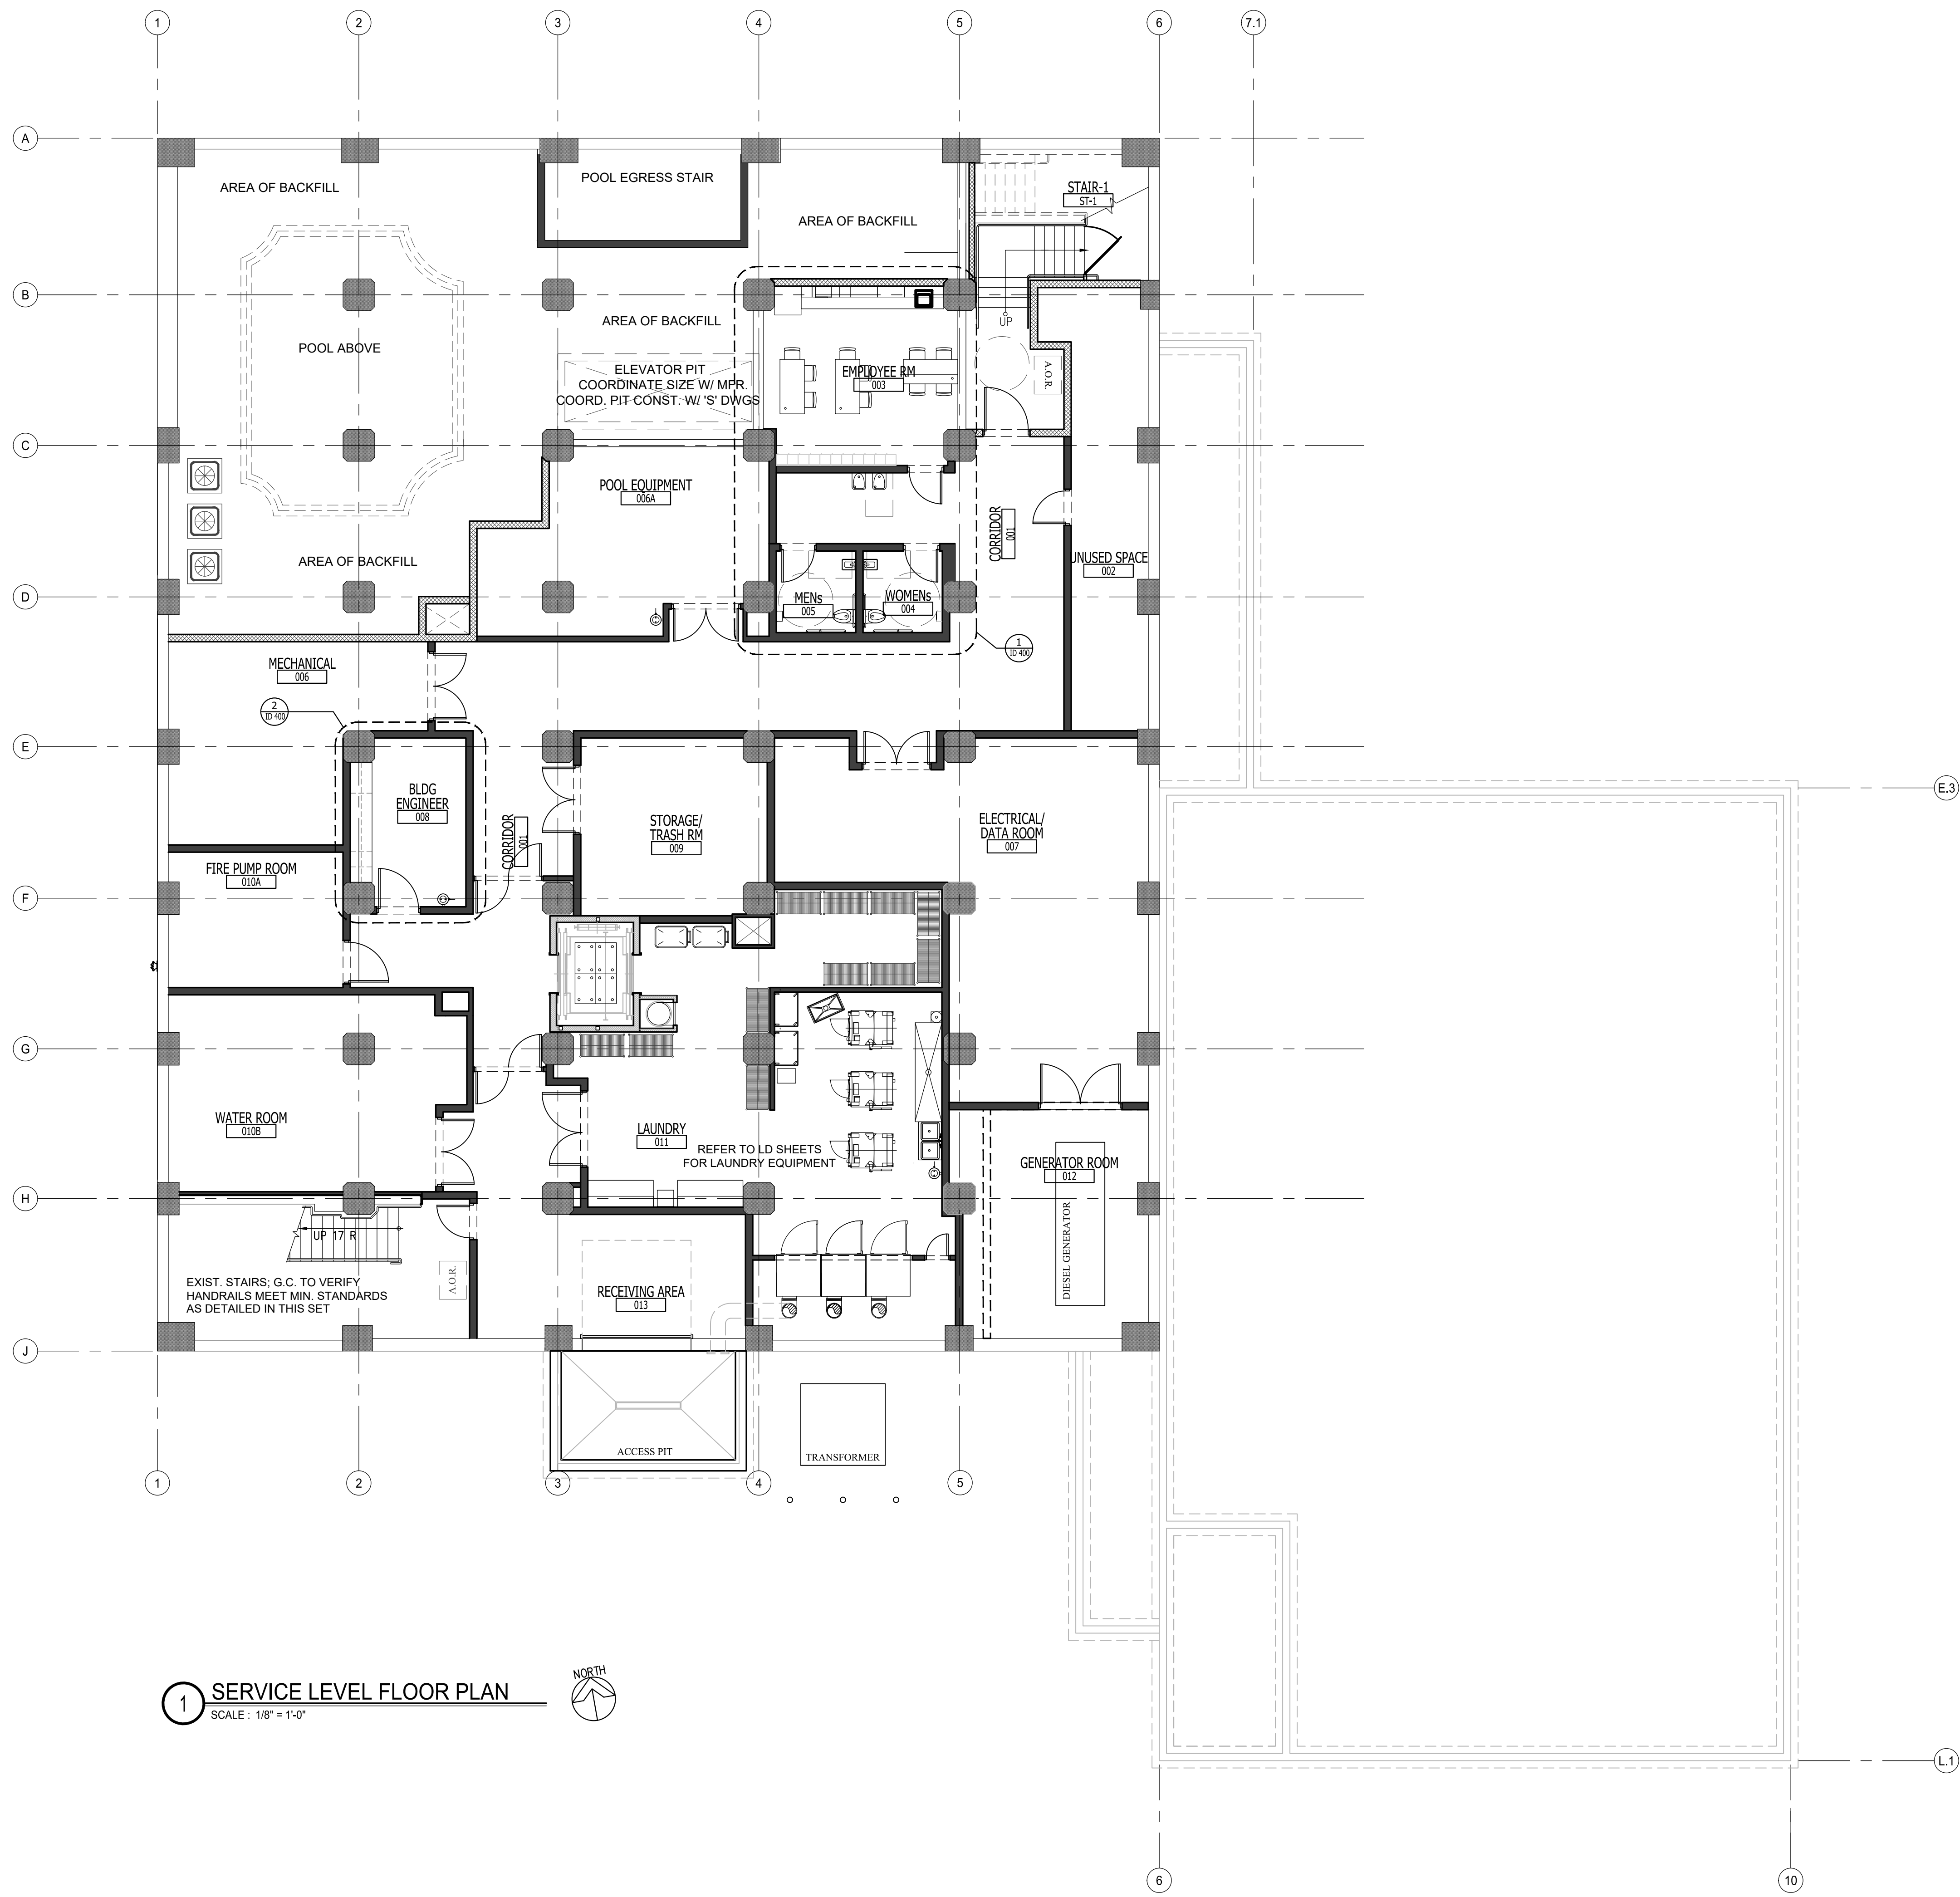 1
2
3
4
5
6
7.1
A
AREA OF BACKFILL
POOL EGRESS STAIR
STAIR-1
ST-1
AREA OF BACKFILL
B
AREA OF BACKFILL
UP
POOL ABOVE
ELEVATOR PIT
COORDINATE SIZE W/ MFR.
COORD. PIT CONST. W/ 'S' DWGS
EMPLOYEE RM
003
A.O.R.
C
POOL EQUIPMENT
006A
CORRIDOR
001
AREA OF BACKFILL
UNUSED SPACE
002
D
MENs
005
WOMENs
004
1
ID 400
MECHANICAL
006
2
ID 400
E
BLDG
ENGINEER
008
CORRIDOR
001
STORAGE/
TRASH RM
009
ELECTRICAL/
DATA ROOM
007
E.3
FIRE PUMP ROOM
010A
F
G
WATER ROOM
010B
LAUNDRY
011
REFER TO LD SHEETS
FOR LAUNDRY EQUIPMENT
GENERATOR ROOM
012
H
UP 17 R
DIESEL GENERATOR
A.O.R.
EXIST. STAIRS; G.C. TO VERIFY
HANDRAILS MEET MIN. STANDARDS
AS DETAILED IN THIS SET
RECEIVING AREA
013
J
ACCESS PIT
TRANSFORMER
1
2
3
4
5
NORTH
1
SERVICE LEVEL FLOOR PLAN
SCALE : 1/8" = 1'-0"
L.1
6
10